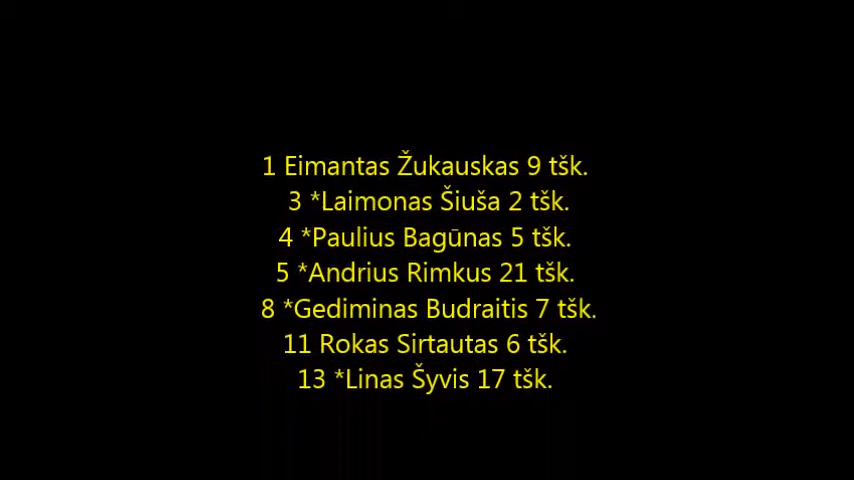 1 Eimantas Žukauskas 9 tšk.
3 *Laimonas Šiuša 2 tšk.
4 *Paulius Bagūnas 5 tšk.
5 *Andrius Rimkus 21 tšk.
8 *Gediminas Budraitis 7 tšk.
11 Rokas Sirtautas 6 tšk.
13 *Linas Šyvis 17 tšk.